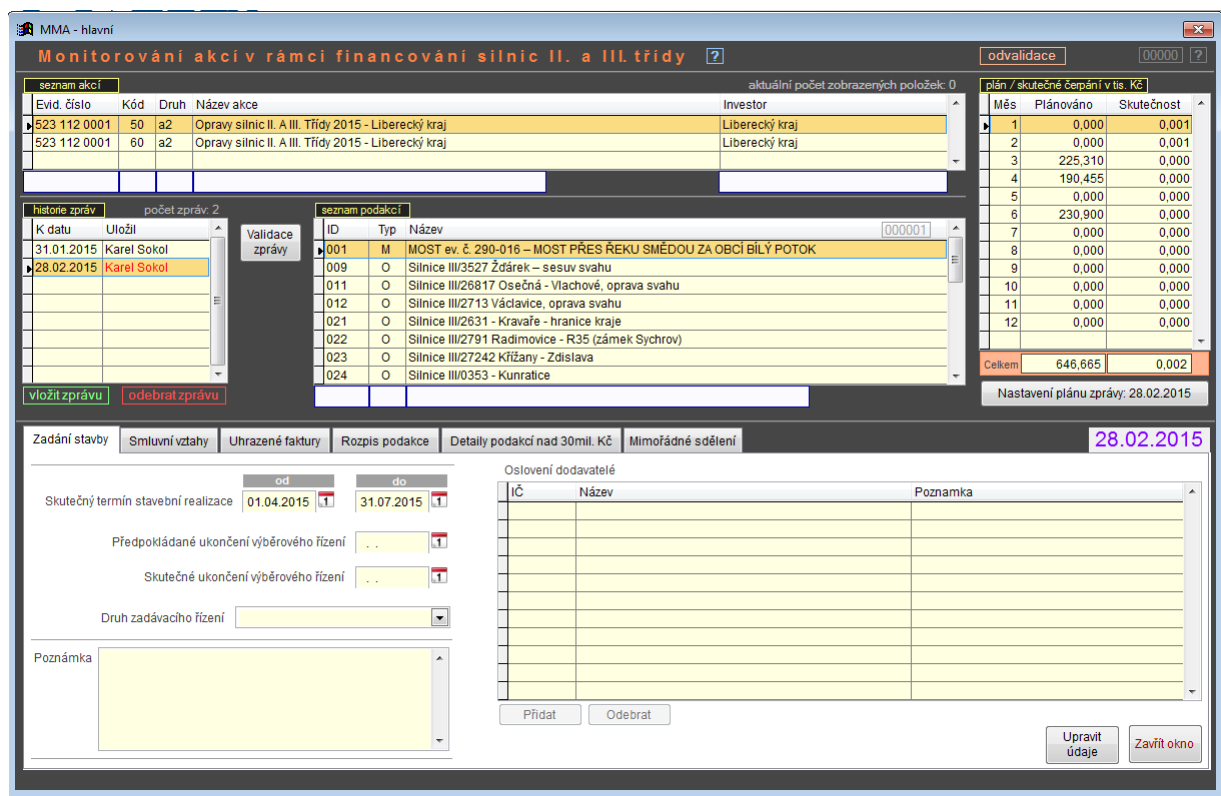 MMA - hlavní
Monitorování akcí v rámci financování silnic II. a III. třídy ?
odvalidace 00000 ?
seznam akcí
aktuální počet zobrazených položek: 0
Evid. číslo Kód Druh Název akce Investor
523 112 0001 50 a2 Opravy silnic II. A III. Třídy 2015 - Liberecký kraj Liberecký kraj
523 112 0001 60 a2 Opravy silnic II. A III. Třídy 2015 - Liberecký kraj Liberecký kraj
plán / skutečné čerpání v tis. Kč
Měs Plánováno Skutečnost
1 0,000 0,001
2 0,000 0,001
3 225,310 0,000
4 190,455 0,000
5 0,000 0,000
6 230,900 0,000
7 0,000 0,000
8 0,000 0,000
9 0,000 0,000
10 0,000 0,000
11 0,000 0,000
12 0,000 0,000
Celkem 646,665 0,002
Nastavení plánu zprávy: 28.02.2015
historie zpráv
počet zpráv: 2
K datu Uložil
31.01.2015 Karel Sokol
28.02.2015 Karel Sokol
vložit zprávu odebrat zprávu
Validace
zprávy
seznam podakcí
ID Typ Název 000001
001 M MOST ev. č. 290-016 – MOST PŘES ŘEKU SMĚDOU ZA OBCÍ BÍLÝ POTOK
009 O Silnice III/3527 Žďárek – sesuv svahu
011 O Silnice III/26817 Osečná - Vlachové, oprava svahu
012 O Silnice III/2713 Václavice, oprava svahu
021 O Silnice III/2631 - Kravaře - hranice kraje
022 O Silnice III/2791 Radimovice - R35 (zámek Sychrov)
023 O Silnice III/27242 Křížany - Zdislava
024 O Silnice III/0353 - Kunratice
Zadání stavby Smluvní vztahy Uhrazené faktury Rozpis podakce Detaily podakcí nad 30mil. Kč Mimořádné sdělení
28.02.2015
od do
Skutečný termín stavební realizace 01.04.2015 1 31.07.2015 1
Předpokládané ukončení výběrového řízení . . 1
Skutečné ukončení výběrového řízení . . 1
Druh zadávacího řízení
Poznámka
Oslovení dodavatelé
IČ Název Poznamka
Přidat Odebrat
Upravit
údaje
Zavřít okno